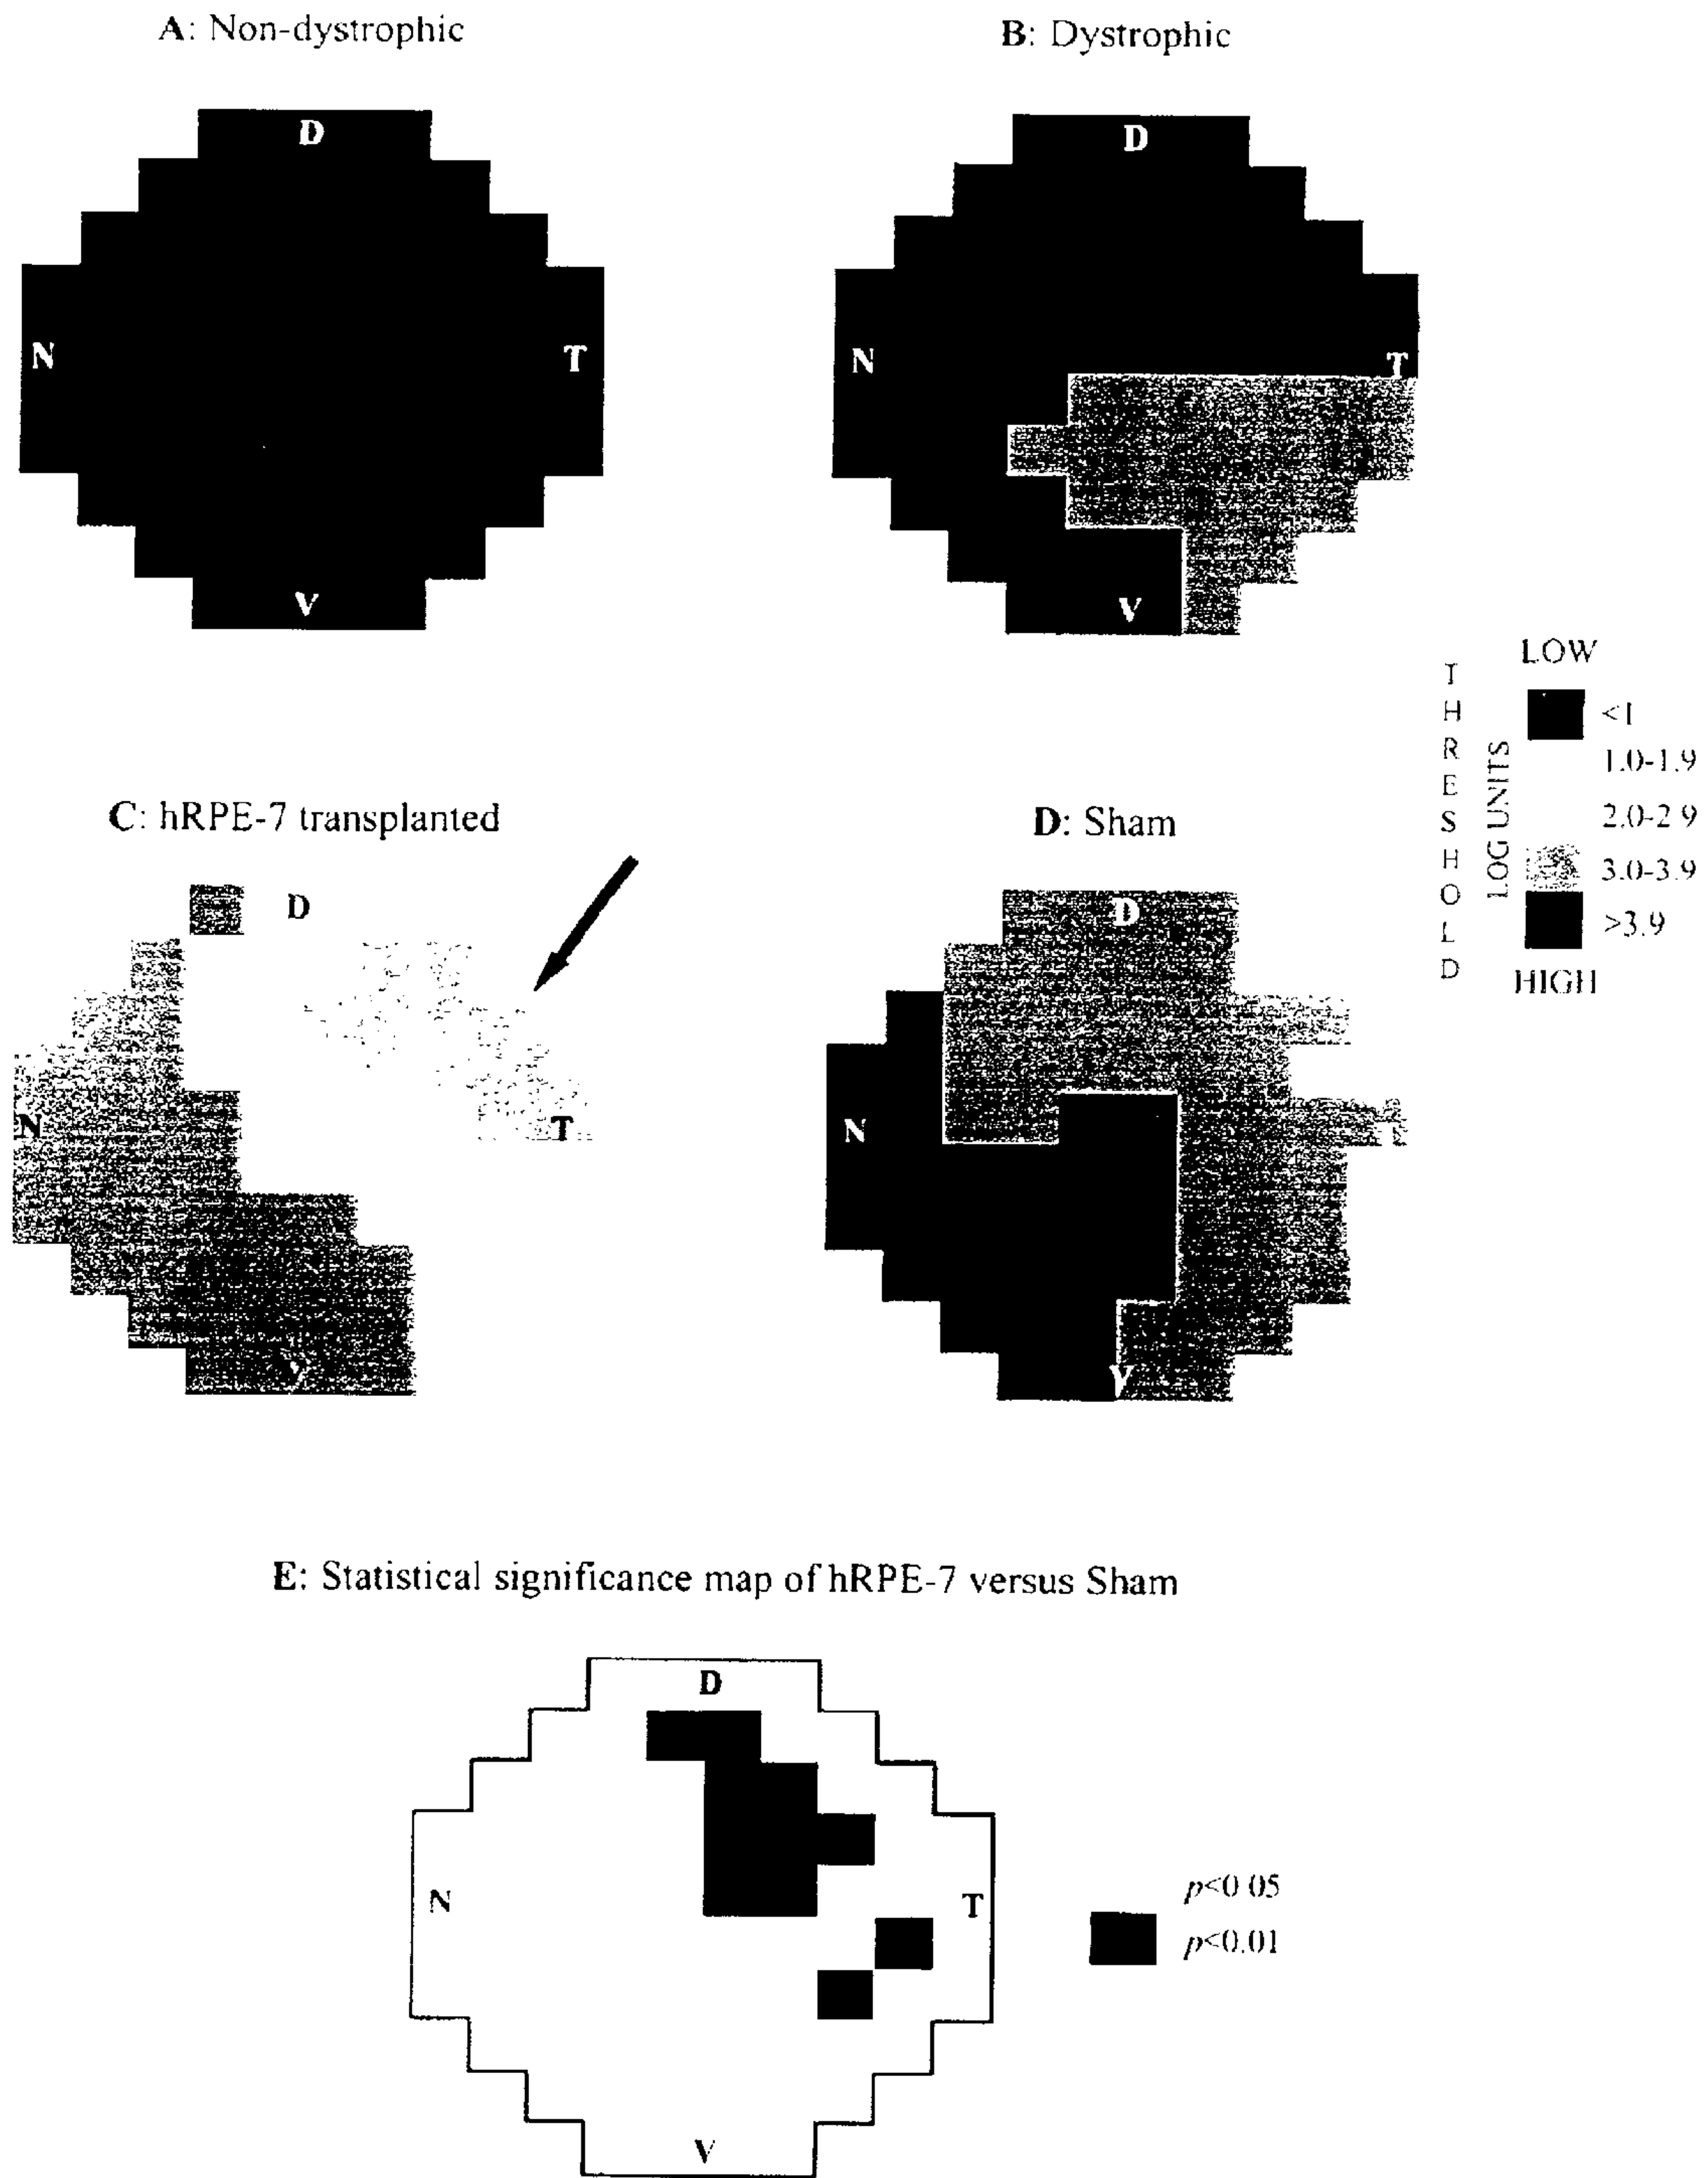 A: Non-dystrophic
B: Dystrophic
D
D
N
T
N
T
V
V
LOW
THRESHOLD
LOG UNITS
<1
1.0-1.9
2.0-2 9
3.0-3.9
>3.9
HIGH
C: hRPE-7 transplanted
D: Sham
D
D
N
T
N
T
V
V
E: Statistical significance map of hRPE-7 versus Sham
D
N
T
V
p<0 05
p<0.01